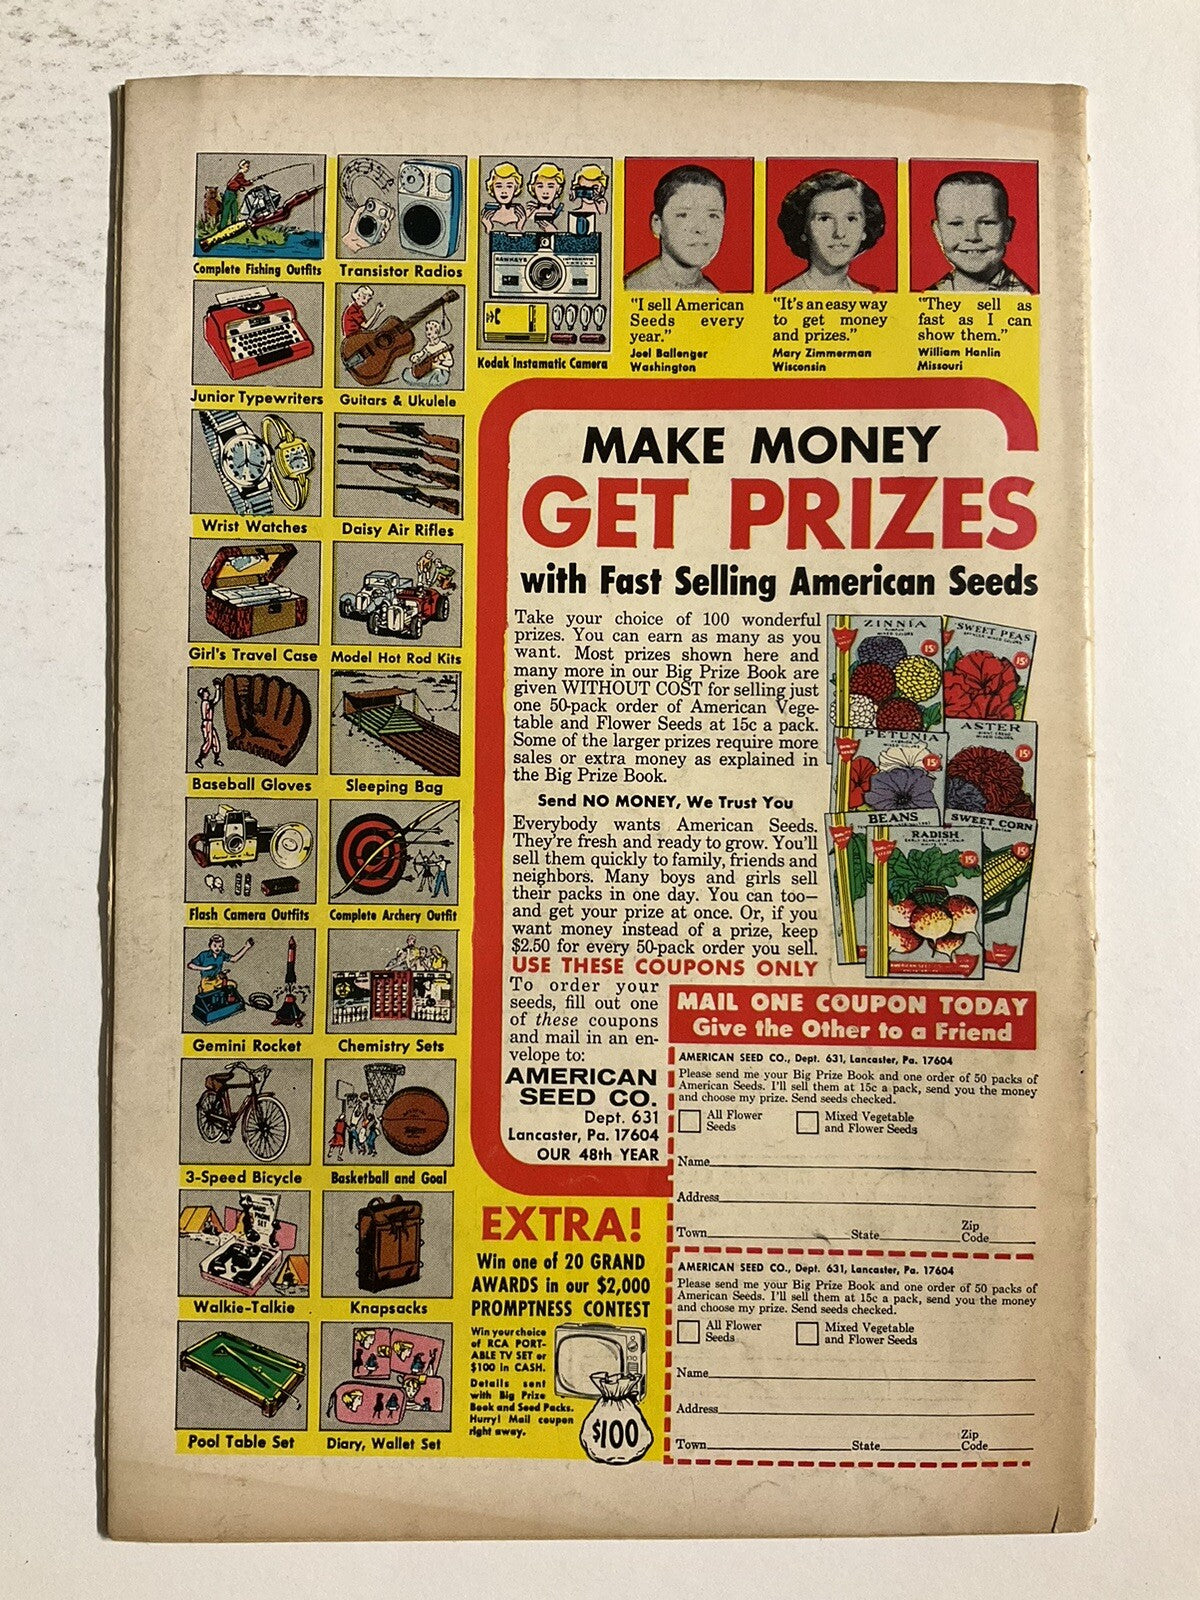 Complete Fishing Outfits
Transistor Radios
Kodak Instamatic Camera
"I sell American
Seeds every
year."
Joel Ballenger
Washington
"It's an easy way
to get money
and prizes."
Mary Zimmerman
Wisconsin
"They sell as
fast as I can
show them."
William Hanlin
Missouri
Junior Typewriters
Guitars & Ukulele
Wrist Watches
Daisy Air Rifles
Girl's Travel Case
Model Hot Rod Kits
Baseball Gloves
Sleeping Bag
Flash Camera Outfits
Complete Archery Outfit
Gemini Rocket
Chemistry Sets
3-Speed Bicycle
Basketball and Goal
Walkie-Talkie
Knapsacks
Pool Table Set
Diary, Wallet Set
MAKE MONEY
GET PRIZES
with Fast Selling American Seeds
Take your choice of 100 wonderful
prizes. You can earn as many as you
want. Most prizes shown here and
many more in our Big Prize Book are
given WITHOUT COST for selling just
one 50-pack order of American Vege-
table and Flower Seeds at 15c a pack.
Some of the larger prizes require more
sales or extra money as explained in
the Big Prize Book.
Send NO MONEY, We Trust You
Everybody wants American Seeds.
They're fresh and ready to grow. You'll
sell them quickly to family, friends and
neighbors. Many boys and girls sell
their packs in one day. You can too—
and get your prize at once. Or, if you
want money instead of a prize, keep
$2.50 for every 50-pack order you sell.
USE THESE COUPONS ONLY
To order your
seeds, fill out one
of these coupons
and mail in an en-
velope to:
AMERICAN
SEED CO.
Dept. 631
Lancaster, Pa. 17604
OUR 48th YEAR
ZINNIA
15¢
SWEET PEAS
15¢
PETUNIA
15¢
ASTER
15¢
BEANS
SWEET CORN
15¢
RADISH
15¢
MAIL ONE COUPON TODAY
Give the Other to a Friend
AMERICAN SEED CO., Dept. 631, Lancaster, Pa. 17604
Please send me your Big Prize Book and one order of 50 packs of
American Seeds. I'll sell them at 15c a pack, send you the money
and choose my prize. Send seeds checked.
All Flower
Seeds
Mixed Vegetable
and Flower Seeds
Name
Address
Town State Zip Code
AMERICAN SEED CO., Dept. 631, Lancaster, Pa. 17604
Please send me your Big Prize Book and one order of 50 packs of
American Seeds. I'll sell them at 15c a pack, send you the money
and choose my prize. Send seeds checked.
All Flower
Seeds
Mixed Vegetable
and Flower Seeds
Name
Address
Town State Zip Code
EXTRA!
Win one of 20 GRAND
AWARDS in our $2,000
PROMPTNESS CONTEST
Win your choice
of RCA PORT-
ABLE TV SET or
$100 in CASH.
Details sent
with Big Prize
Book and Seed Packs.
Hurry! Mail coupon
right away.
$100